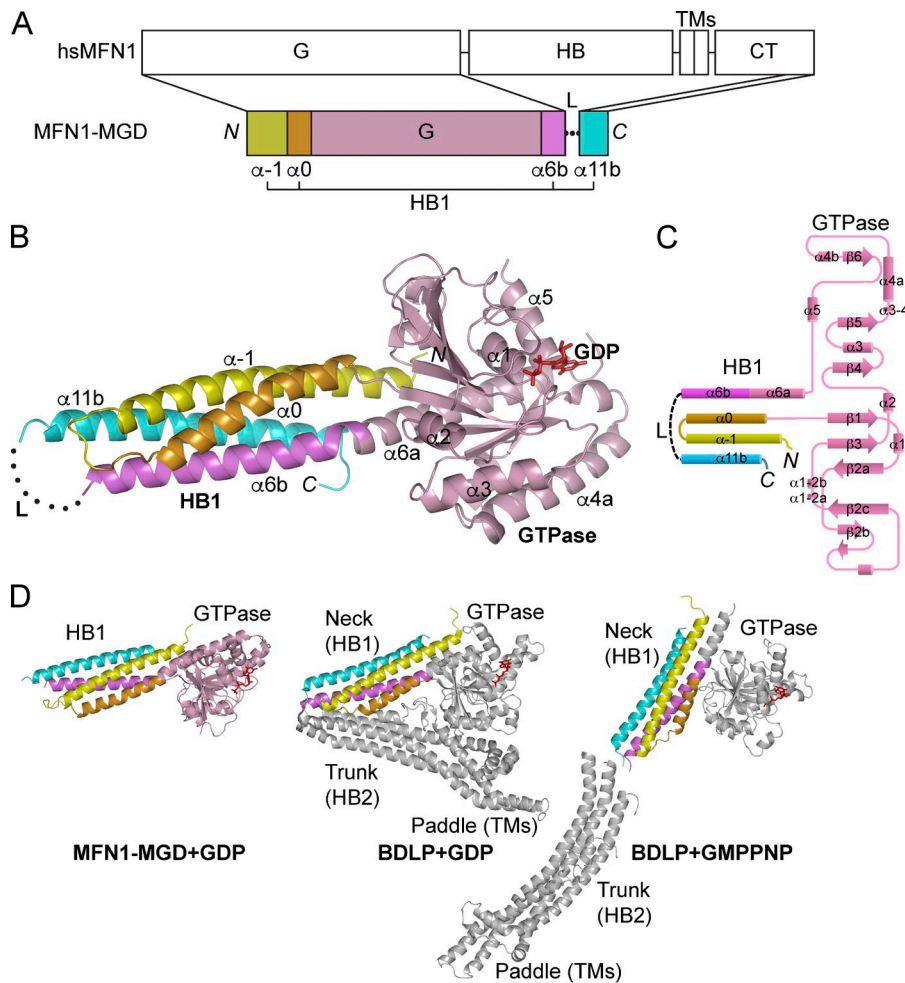 A
hsMFN1
G
HB
TMs
CT
L
MFN1-MGD
N
G
C
α-1
α0
α6b
α11b
HB1
B
α5
α-1
N
α1
GDP
α11b
α0
α2
α6a
L
α6b
C
HB1
α3
α4a
GTPase
C
GTPase
α4b
β6
α4a
α5
α3-4
β5
α3
HB1
β4
α6b
α6a
α2
L
α0
β1
α-1
β3
α1
N
α11b
β2a
C
α1-2b
α1-2a
β2c
β2b
D
HB1
GTPase
MFN1-MGD+GDP
Neck
(HB1)
GTPase
Trunk
(HB2)
Paddle (TMs)
BDLP+GDP
Neck
(HB1)
GTPase
BDLP+GMPPNP
Trunk
(HB2)
Paddle (TMs)